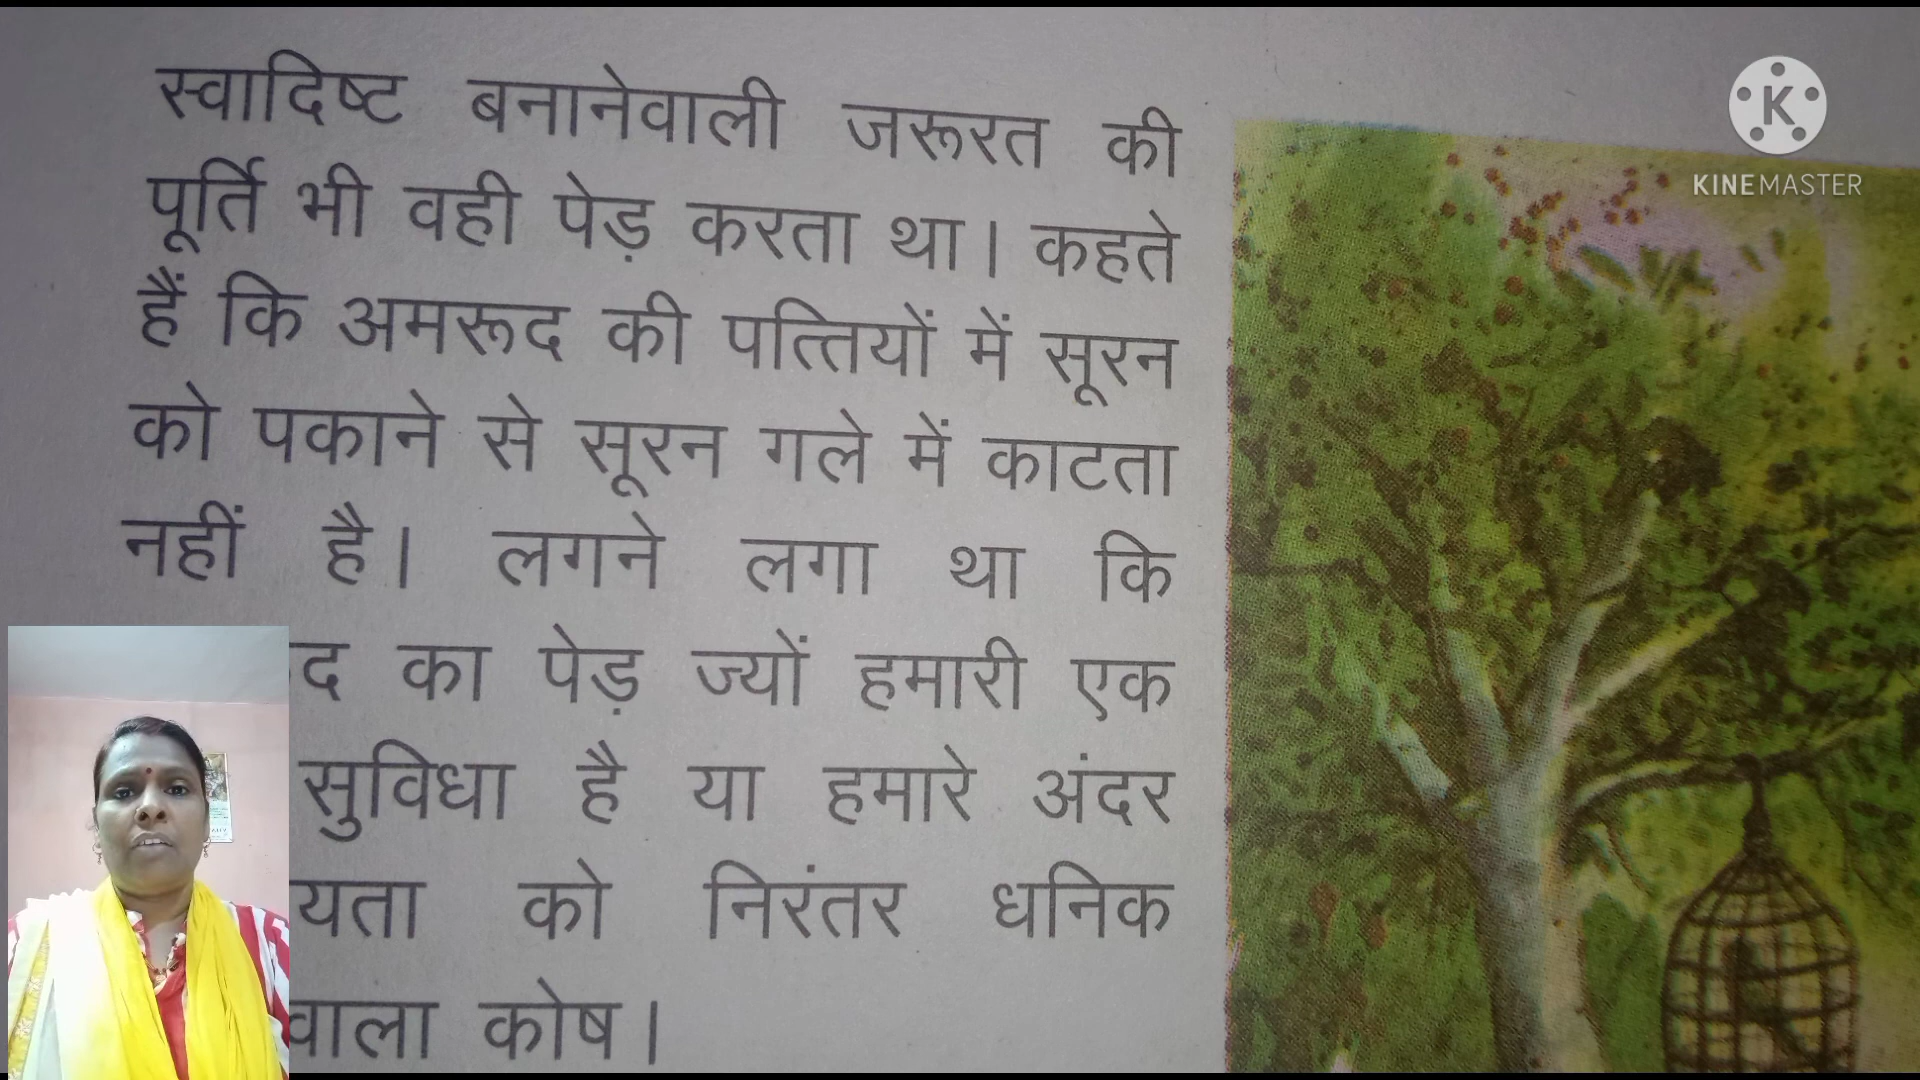 स्वादिष्ट बनानेवाली जरूरत की
पूर्ति भी वही पेड़ करता था। कहते
हैं कि अमरूद की पत्तियों में सूरन
को पकाने से सूरन गले में काटता
नहीं है। लगने लगा था कि
द का पेड़ ज्यों हमारी एक
सुविधा है या हमारे अंदर
यता को निरंतर धनिक
वाला कोष।
K
KINEMASTER